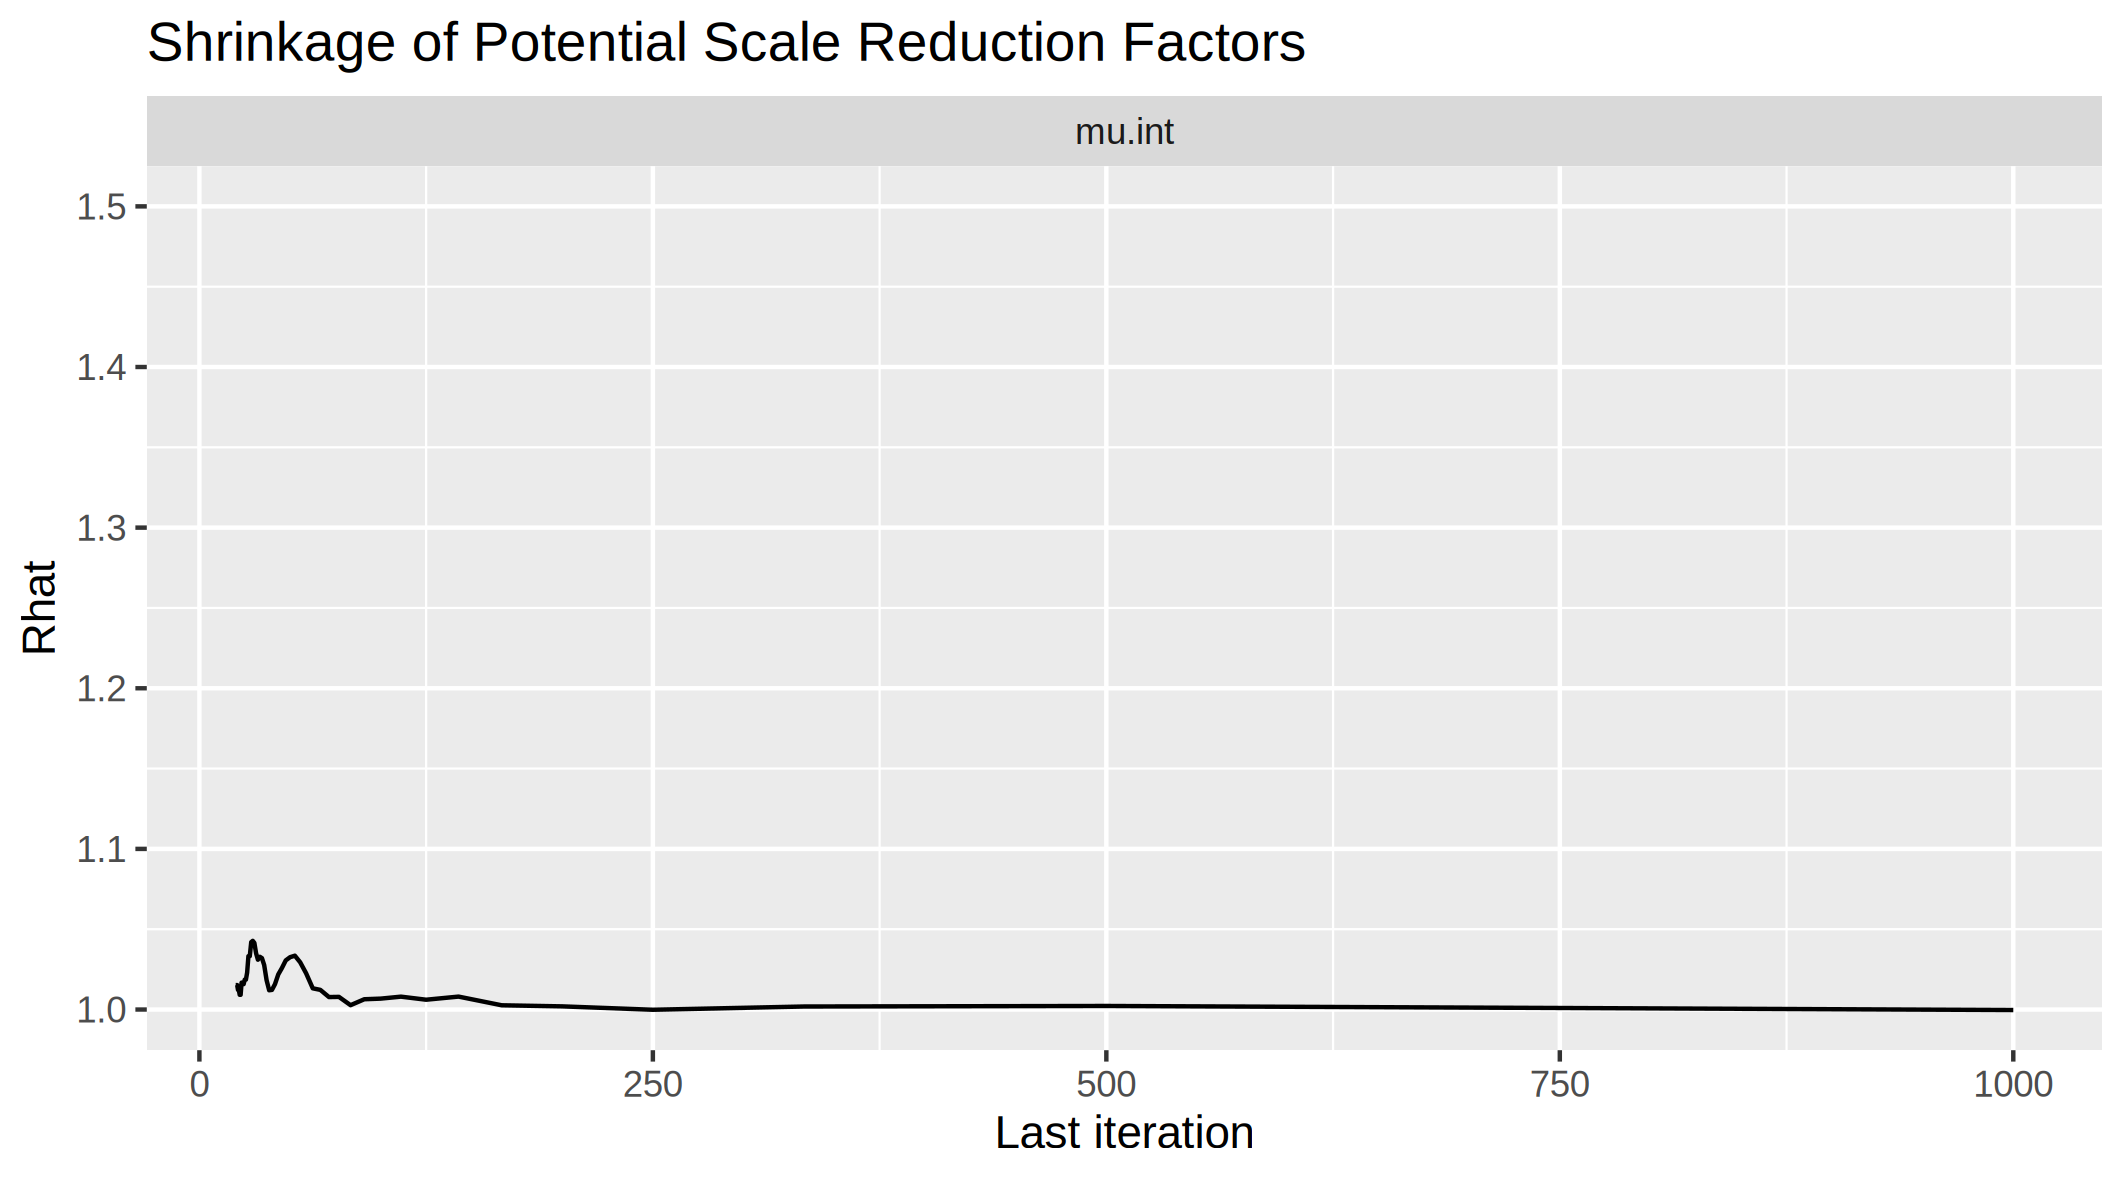 Shrinkage of Potential Scale Reduction Factors
mu.int
1.5
1.4
1.3
1.2
1.1
1.0
Rhat
0 250 500 750 1000
Last iteration